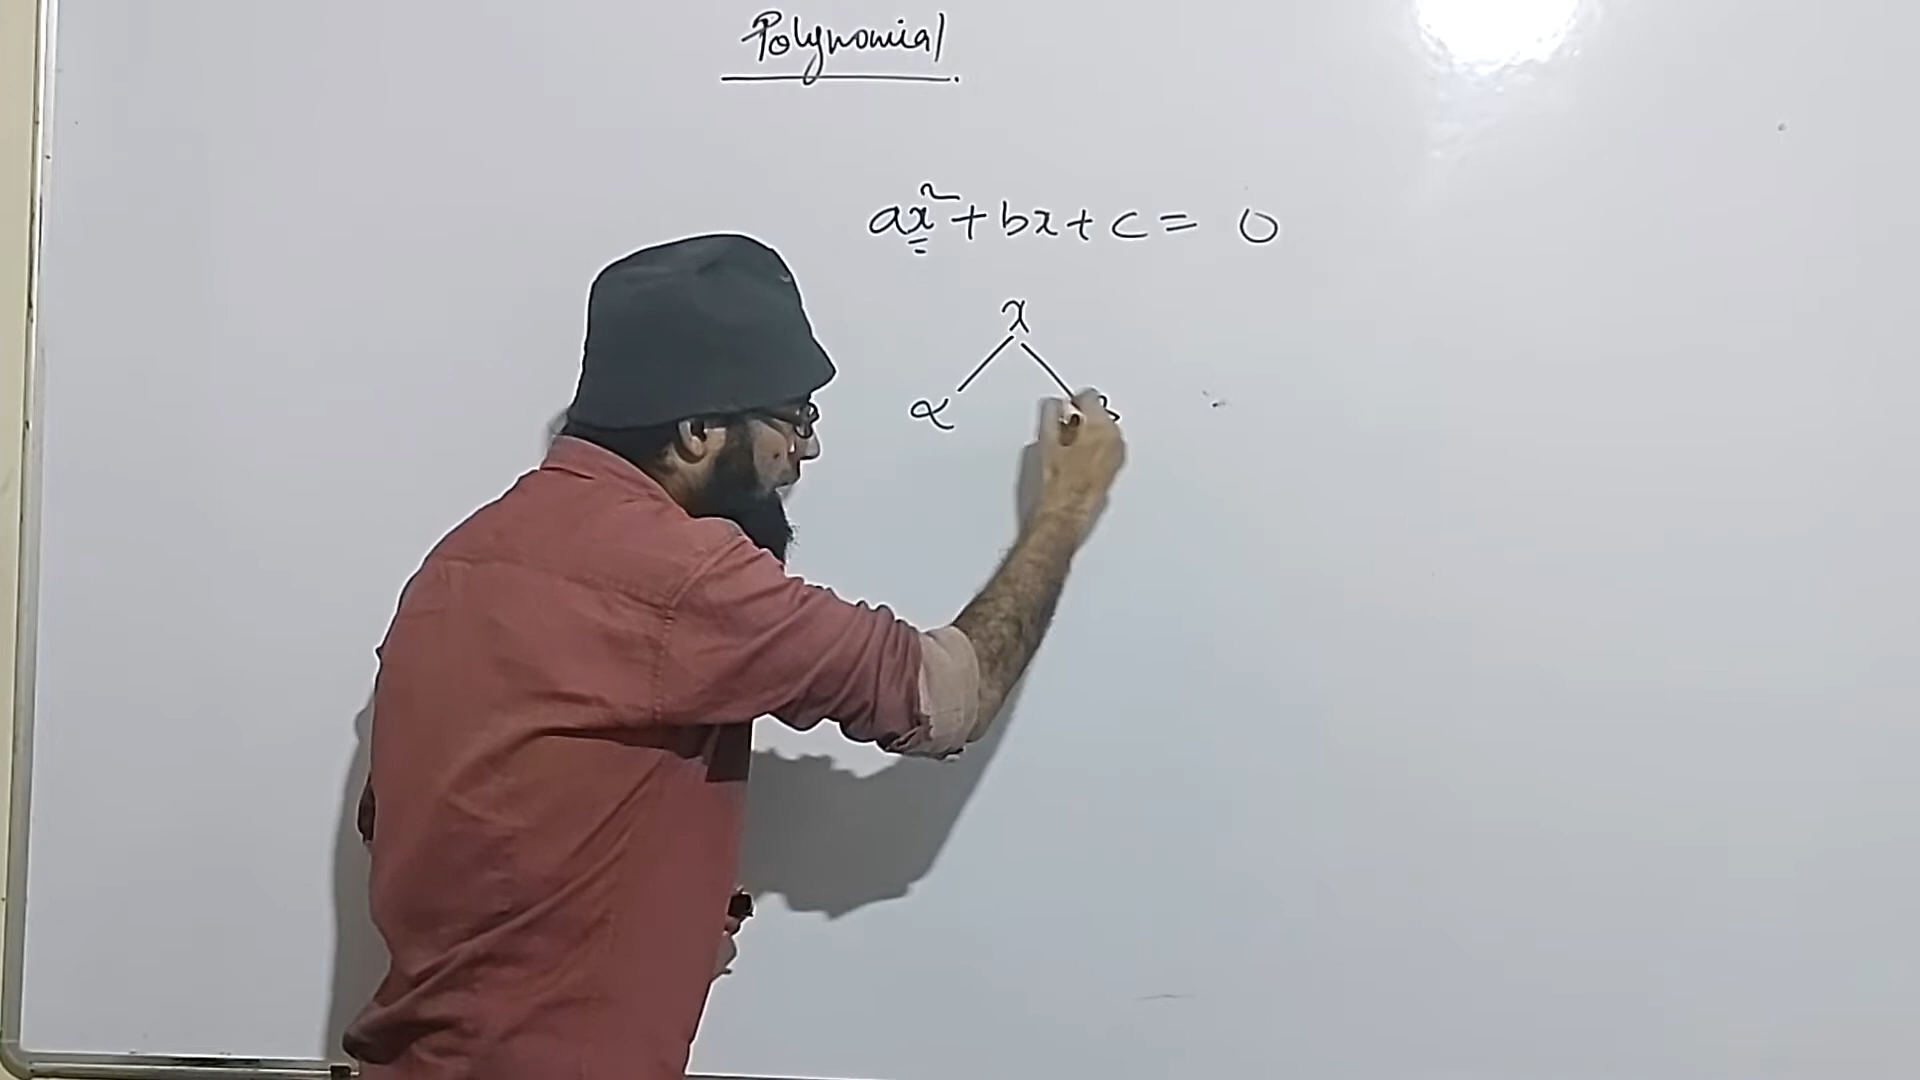 Polynomial
ax² + bx + c = 0
x
α